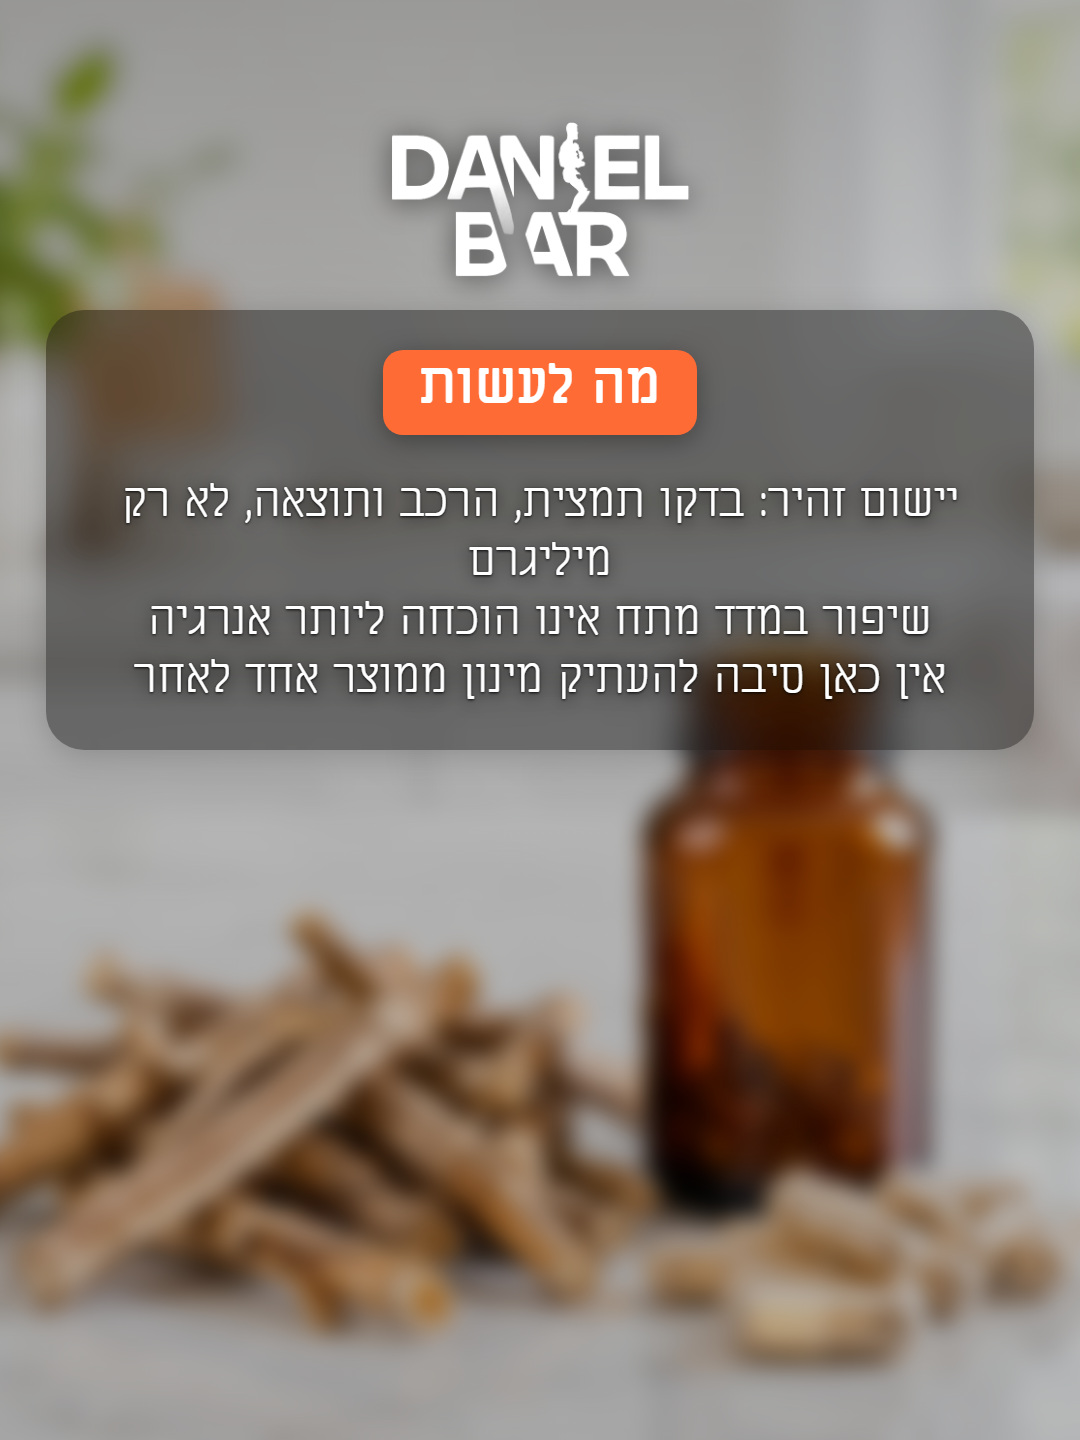 DANIEL
BAR
מה לעשות
יישום זהיר: בדקו תמצית, הרכב ותוצאה, לא רק
מיליגרם
שיפור במדד מתח אינו הוכחה ליותר אנרגיה
אין כאן סיבה להעתיק מינון ממוצר אחד לאחר